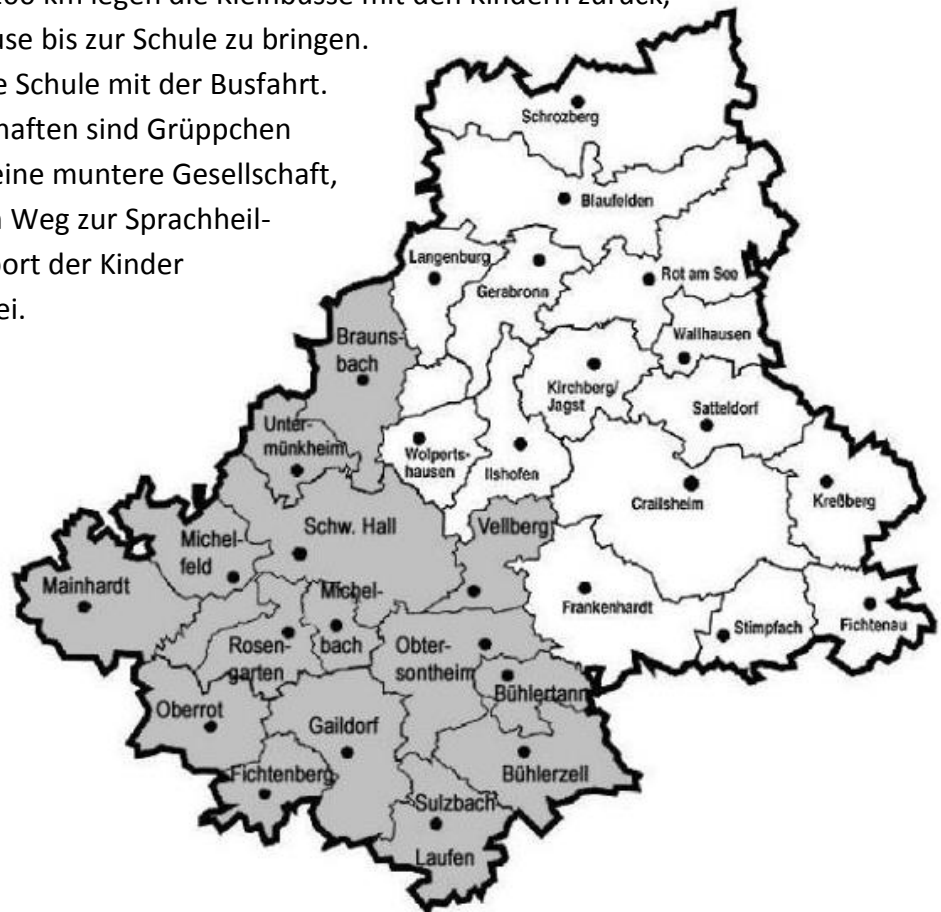 km legen die Kleinbusse mit den Kindern zurück,
use bis zur Schule zu bringen.
e Schule mit der Busfahrt.
haften sind Grüppchen
eine muntere Gesellschaft,
Weg zur Sprachheil-
port der Kinder
ei.
Schrozberg
Blaufelden
Langenburg
Gerabronn
Rot am See
Wallhausen
Brauns-
bach
Kirchberg/
Jagst
Satteldorf
Unter-
münkheim
Wolperts-
hausen
Ilshofen
Crailsheim
Kreßberg
Schw. Hall
Vellberg
Michel-
feld
Mainhardt
Michel-
bach
Frankenhardt
Stimpfach
Fichtenau
Rosen-
garten
Obter-
sontheim
Bühlertann
Oberrot
Gaildorf
Bühlerzell
Fichtenberg
Sulzbach
Laufen